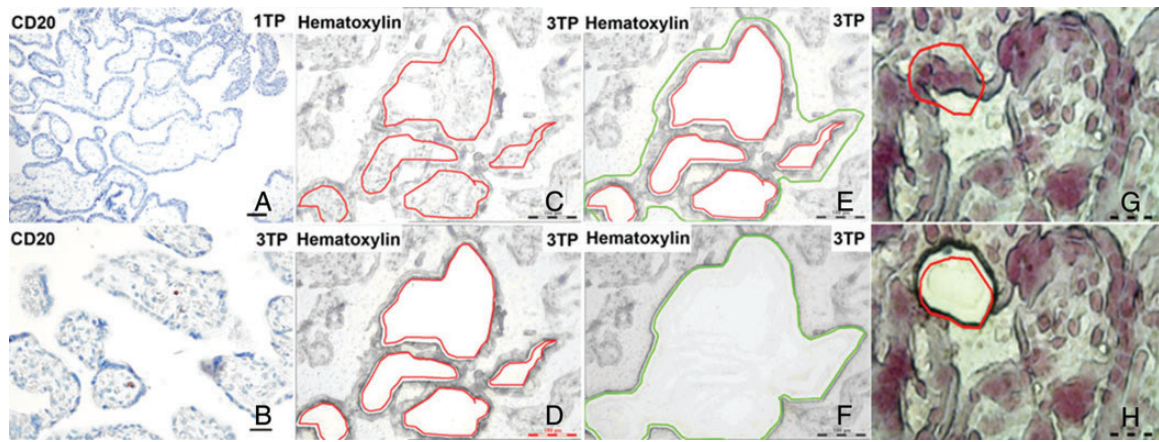 CD20 1TP
A
CD20 3TP
B
Hematoxylin 3TP
C
Hematoxylin 3TP
D
Hematoxylin 3TP
E
Hematoxylin 3TP
F
G
H